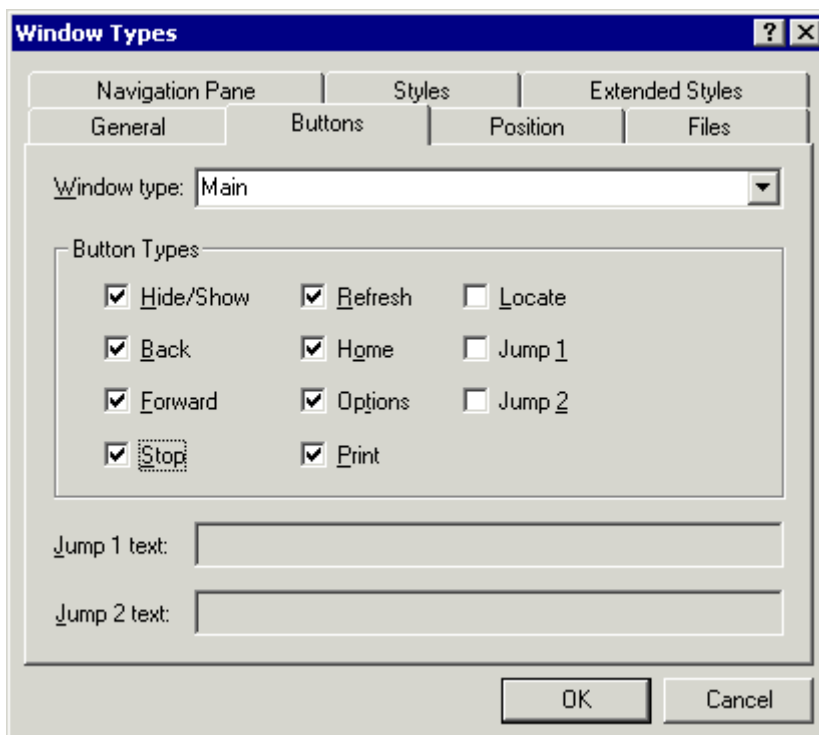 Window Types
Navigation Pane Styles Extended Styles
General Buttons Position Files
Window type: Main
Button Types
Hide/Show Refresh Locate
Back Home Jump 1
Forward Options Jump 2
Stop Print
Jump 1 text:
Jump 2 text:
OK Cancel